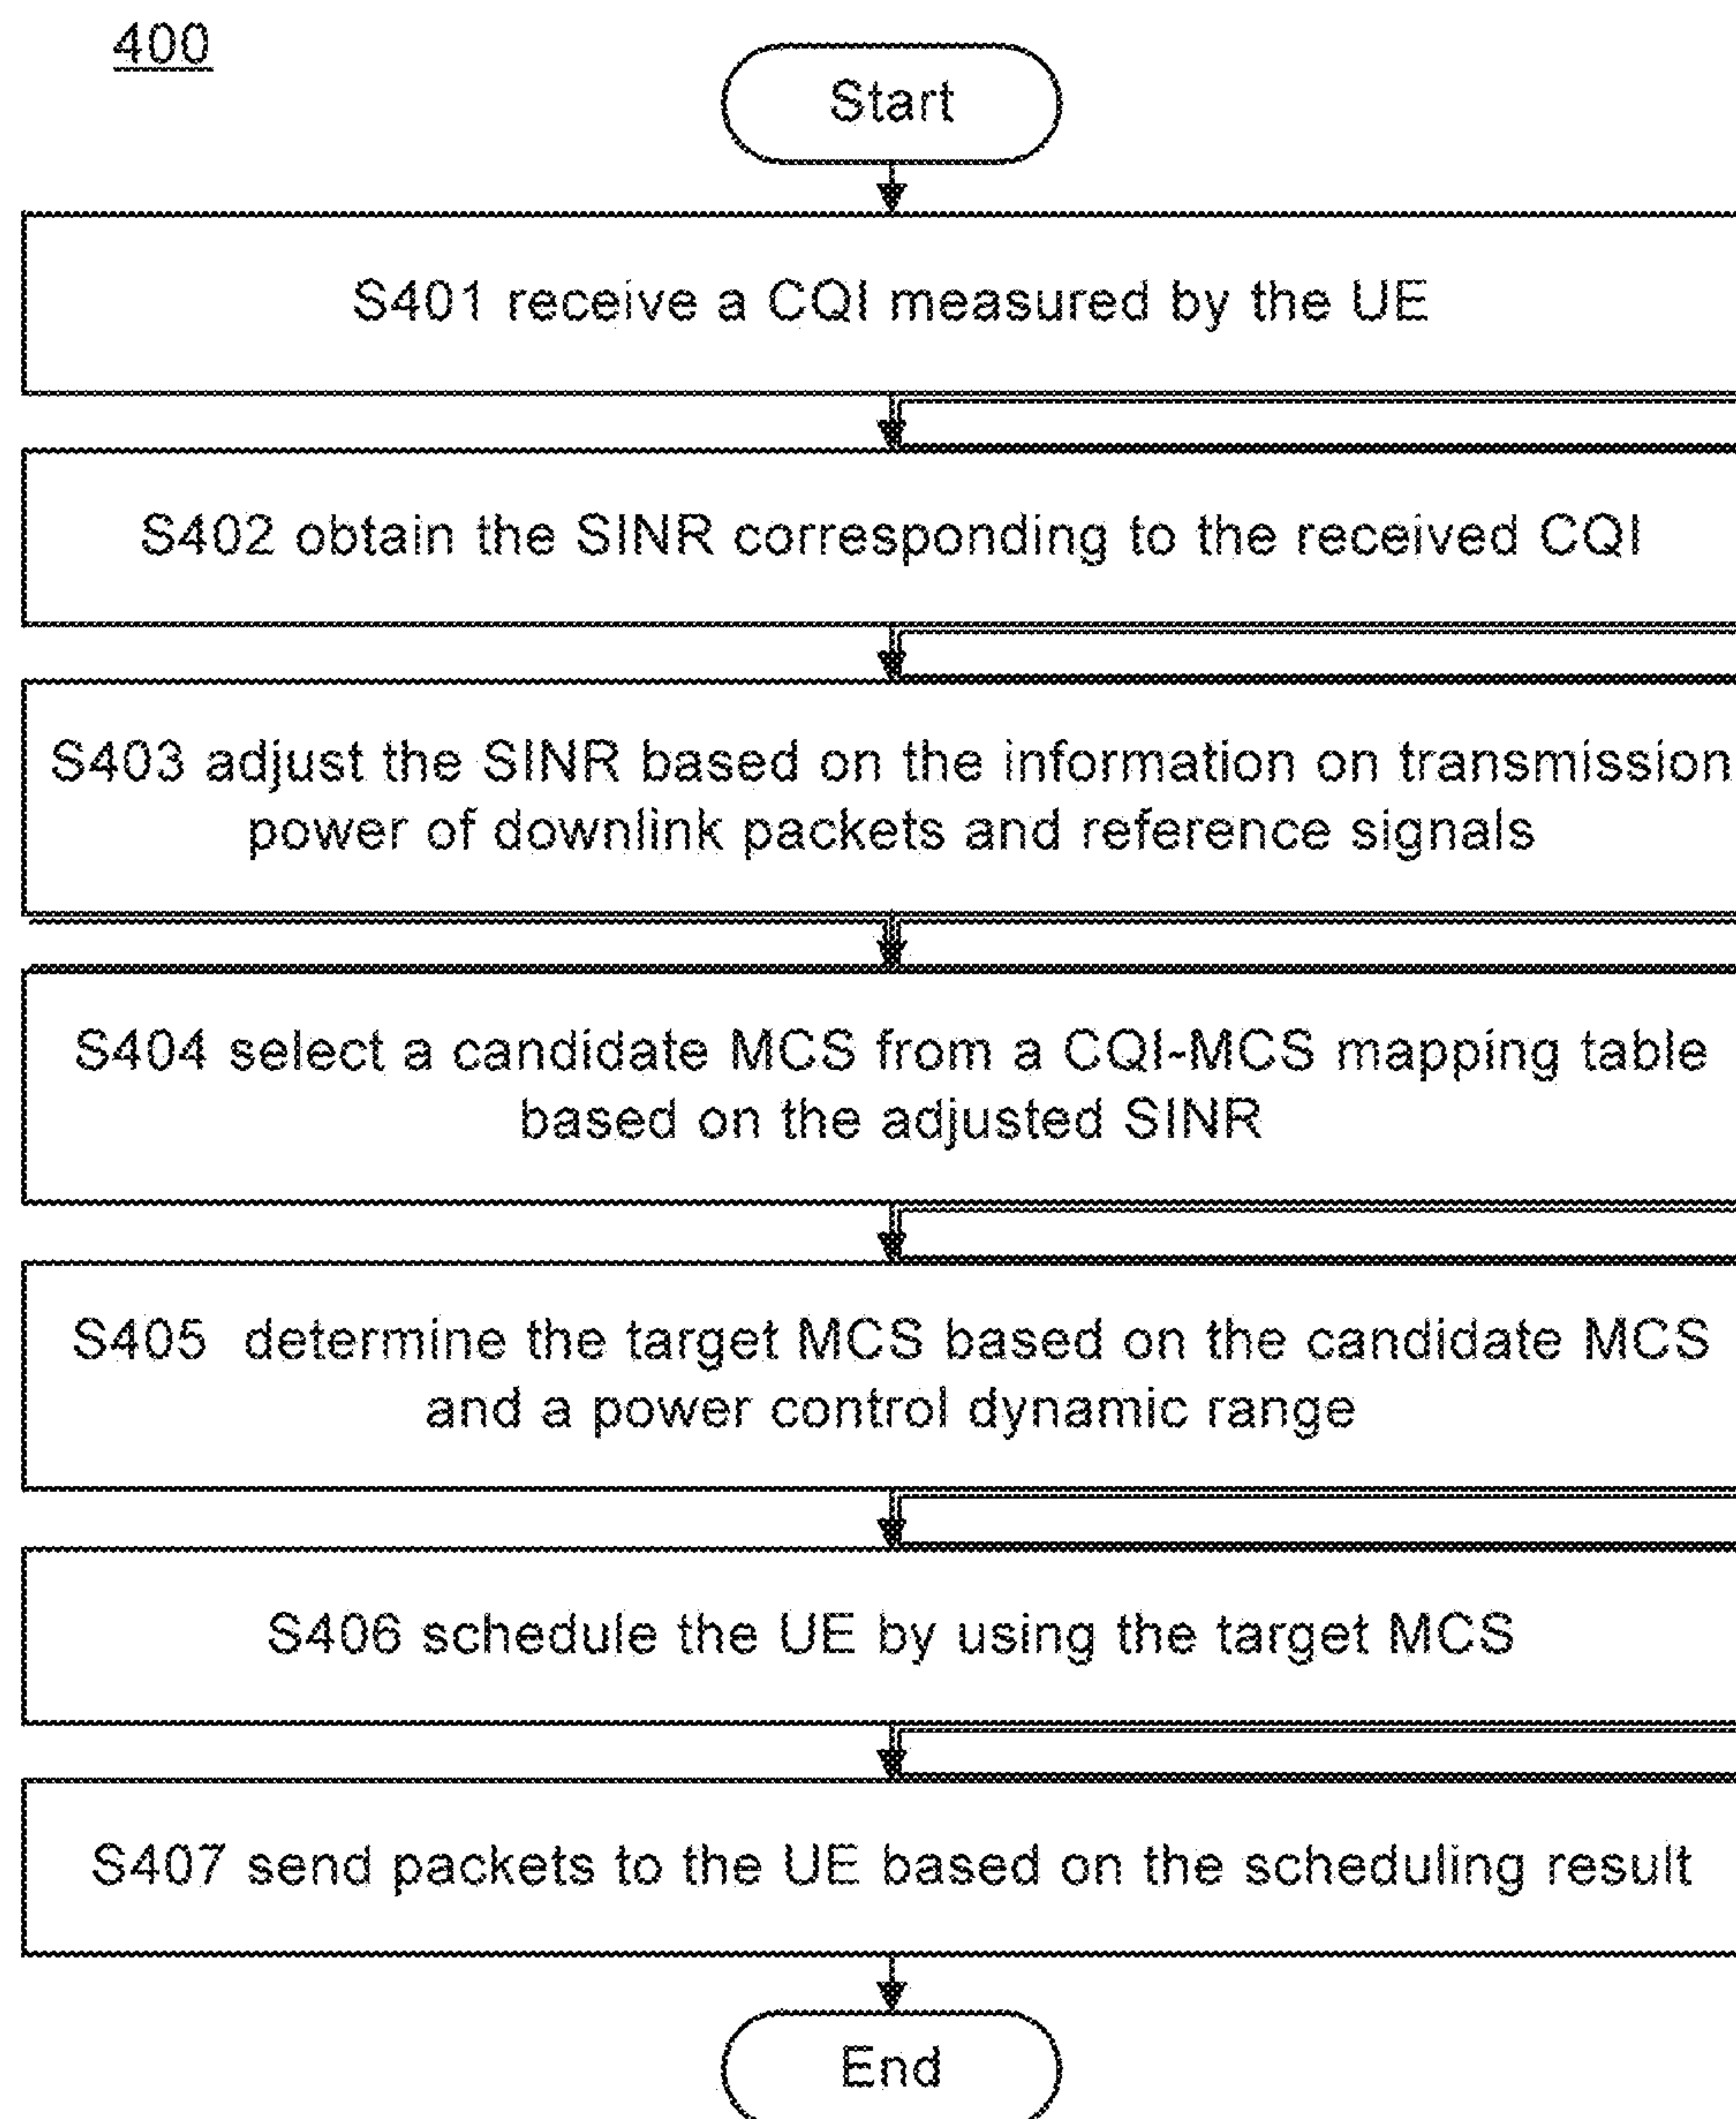 400
Start
S401 receive a CQI measured by the UE
S402 obtain the SINR corresponding to the received CQI
S403 adjust the SINR based on the information on transmission
power of downlink packets and reference signals
S404 select a candidate MCS from a CQI-MCS mapping table
based on the adjusted SINR
S405 determine the target MCS based on the candidate MCS
and a power control dynamic range
S406 schedule the UE by using the target MCS
S407 send packets to the UE based on the scheduling result
End